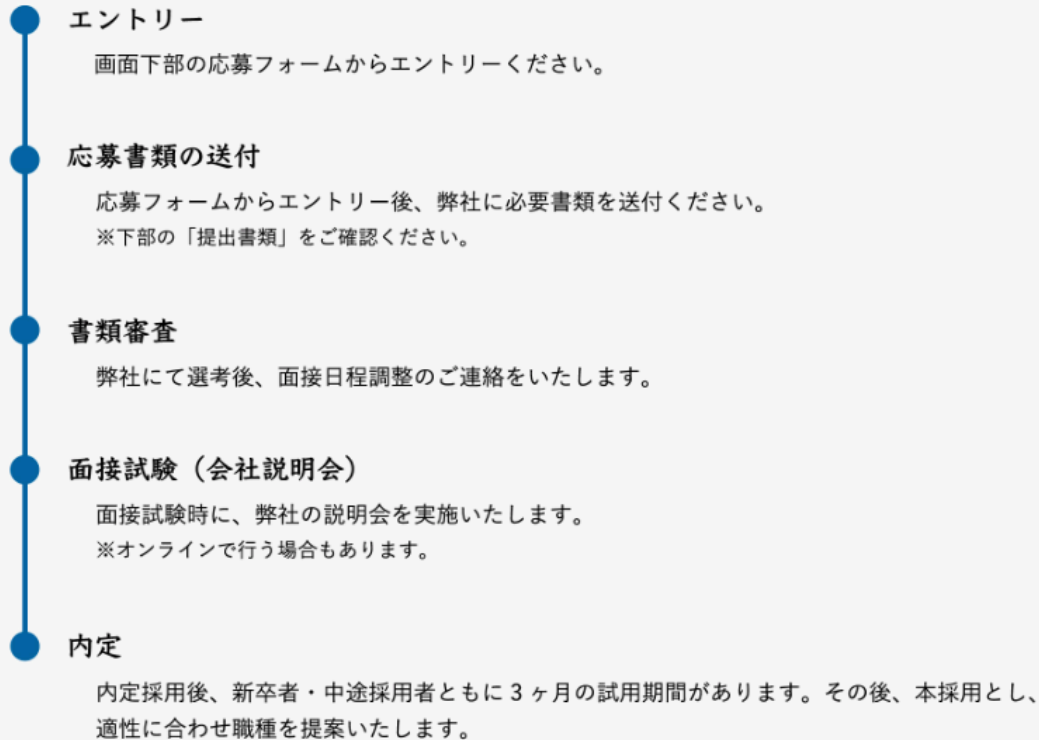 エントリー
画面下部の応募フォームからエントリーください。
応募書類の送付
応募フォームからエントリー後、弊社に必要書類を送付ください。
※下部の「提出書類」をご確認ください。
書類審査
弊社にて選考後、面接日程調整のご連絡をいたします。
面接試験（会社説明会）
面接試験時に、弊社の説明会を実施いたします。
※オンラインで行う場合もあります。
内定
内定採用後、新卒者・中途採用者ともに 3 ヶ月の試用期間があります。その後、本採用とし、
適性に合わせ職種を提案いたします。